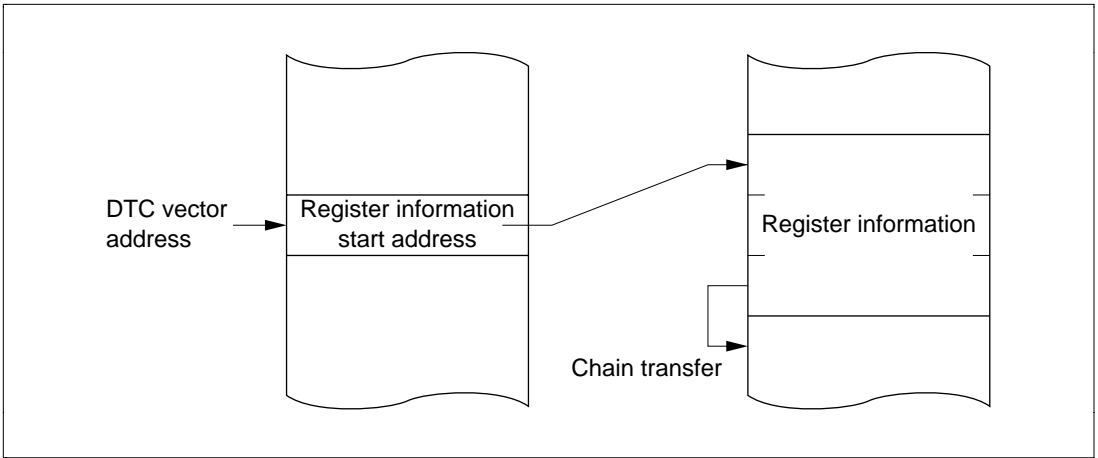 DTC vector
address
Register information
start address
Register information
Chain transfer